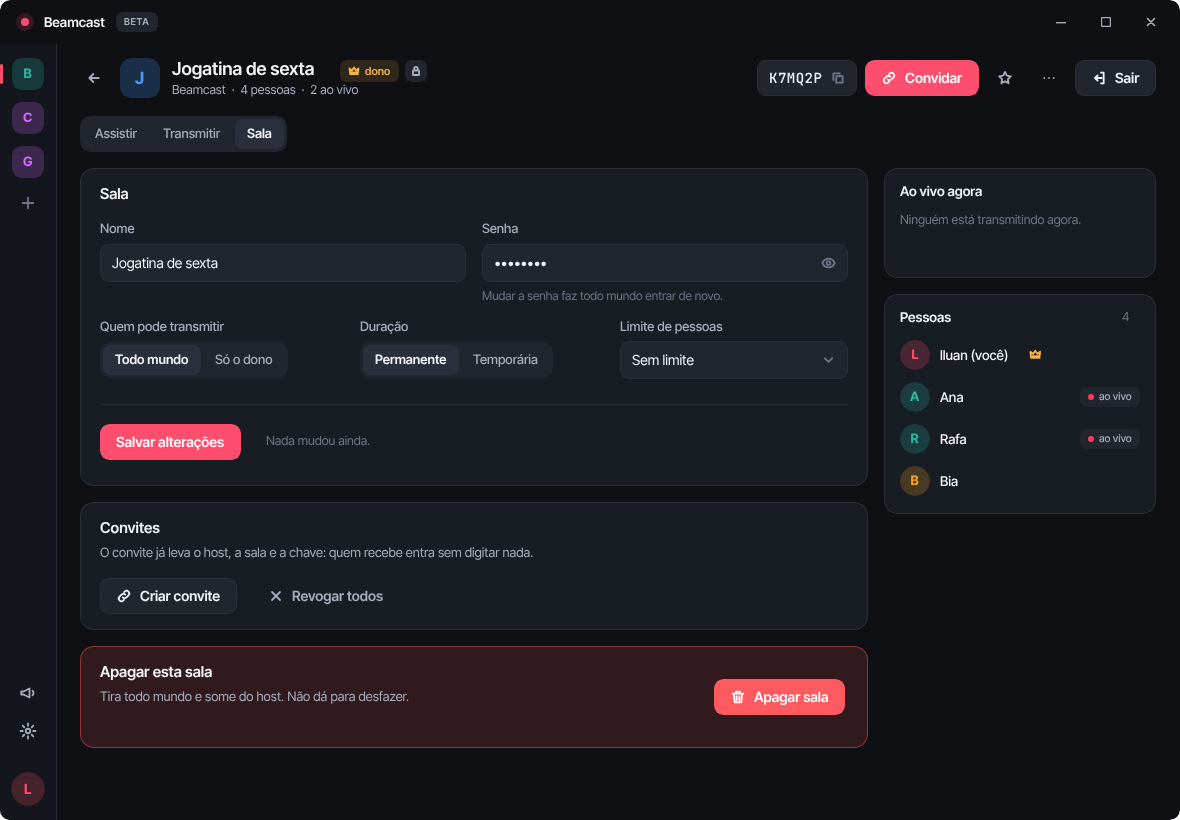 Beamcast BETA
B
C
G
L
J
Jogatina de sexta dono
Beamcast · 4 pessoas · 2 ao vivo
K7MQ2P
Convidar
Sair
Assistir Transmitir Sala
Sala
Nome
Jogatina de sexta
Senha
••••••••
Mudar a senha faz todo mundo entrar de novo.
Quem pode transmitir
Todo mundo Só o dono
Duração
Permanente Temporária
Limite de pessoas
Sem limite
Salvar alterações Nada mudou ainda.
Convites
O convite já leva o host, a sala e a chave: quem recebe entra sem digitar nada.
Criar convite Revogar todos
Apagar esta sala
Tira todo mundo e some do host. Não dá para desfazer.
Apagar sala
Ao vivo agora
Ninguém está transmitindo agora.
Pessoas 4
L lluan (você)
A Ana ao vivo
R Rafa ao vivo
B Bia